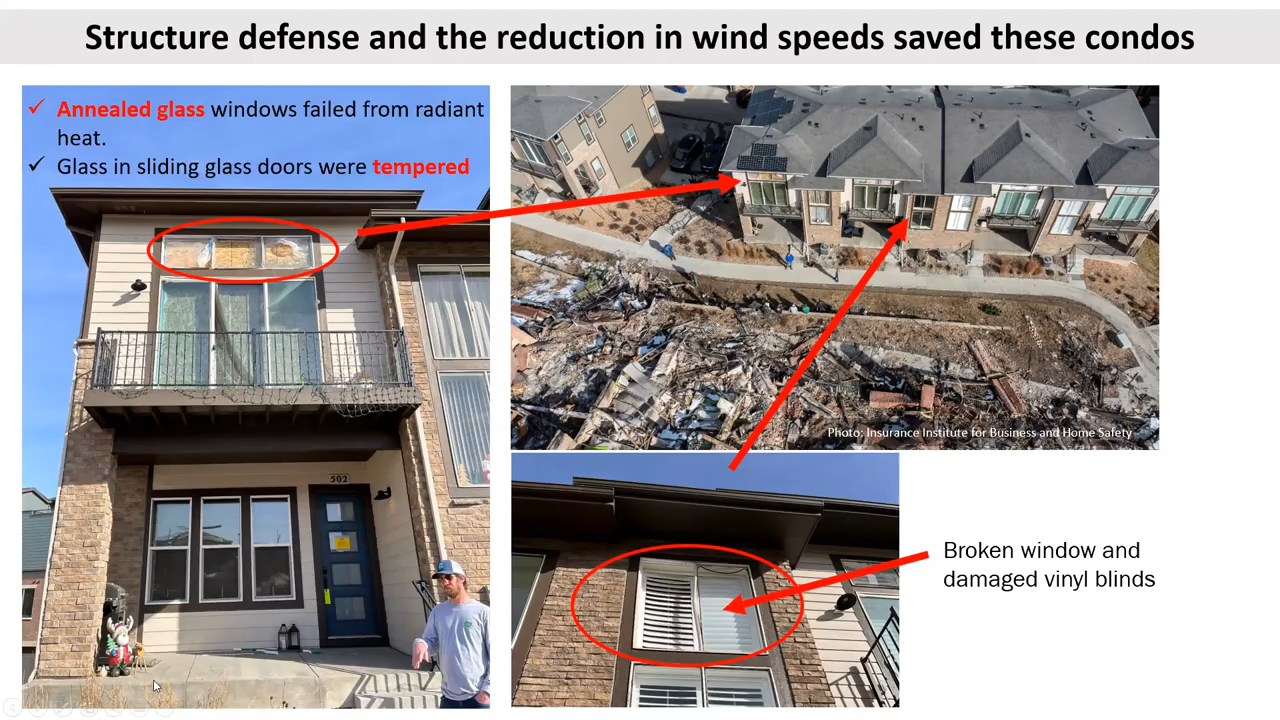 Structure defense and the reduction in wind speeds saved these condos
✓ Annealed glass windows failed from radiant
heat.
✓ Glass in sliding glass doors were tempered
502
Photo: Insurance Institute for Business and Home Safety
Broken window and
damaged vinyl blinds